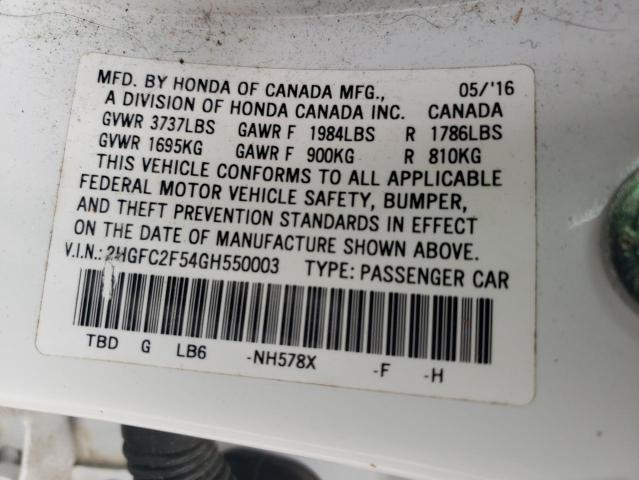 MFD. BY HONDA OF CANADA MFG., 05/'16
A DIVISION OF HONDA CANADA INC. CANADA
GVWR 3737LBS GAWR F 1984LBS R 1786LBS
GVWR 1695KG GAWR F 900KG R 810KG
THIS VEHICLE CONFORMS TO ALL APPLICABLE
FEDERAL MOTOR VEHICLE SAFETY, BUMPER,
AND THEFT PREVENTION STANDARDS IN EFFECT
ON THE DATE OF MANUFACTURE SHOWN ABOVE.
V.I.N.: 2HGFC2F54GH550003 TYPE: PASSENGER CAR
TBD G LB6 -NH578X -F -H